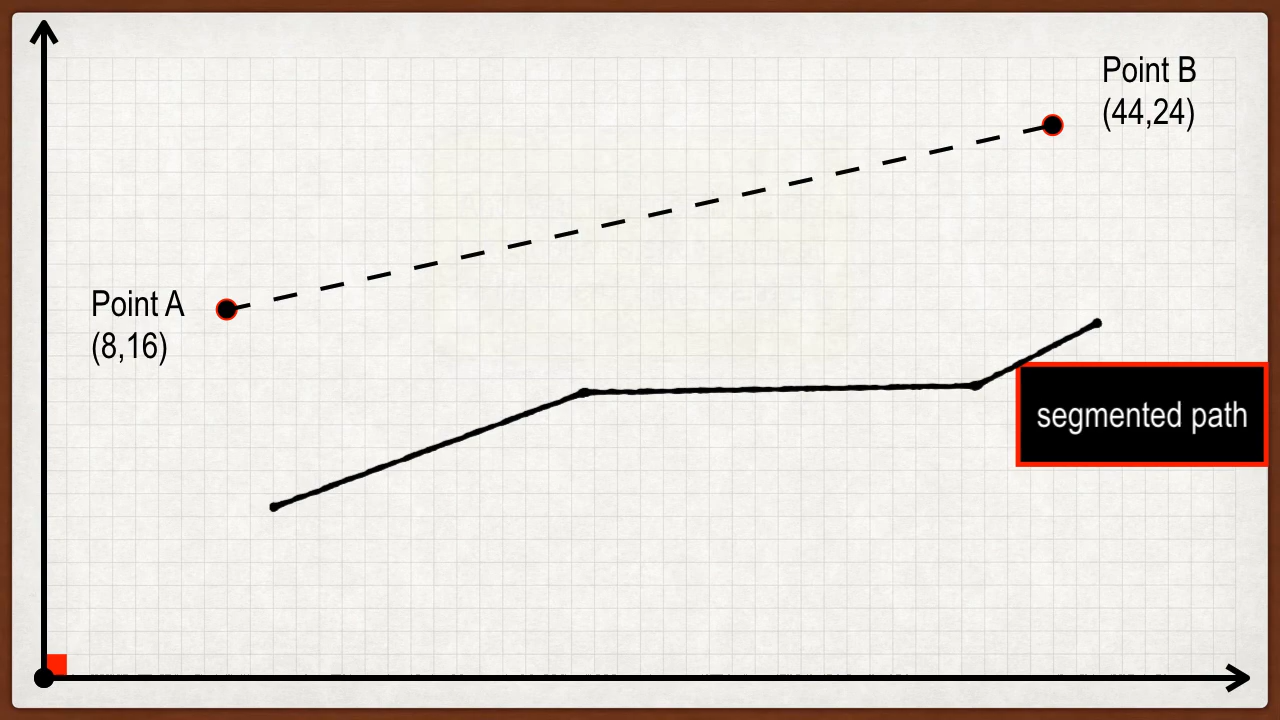 Point B
(44,24)
Point A
(8,16)
segmented path